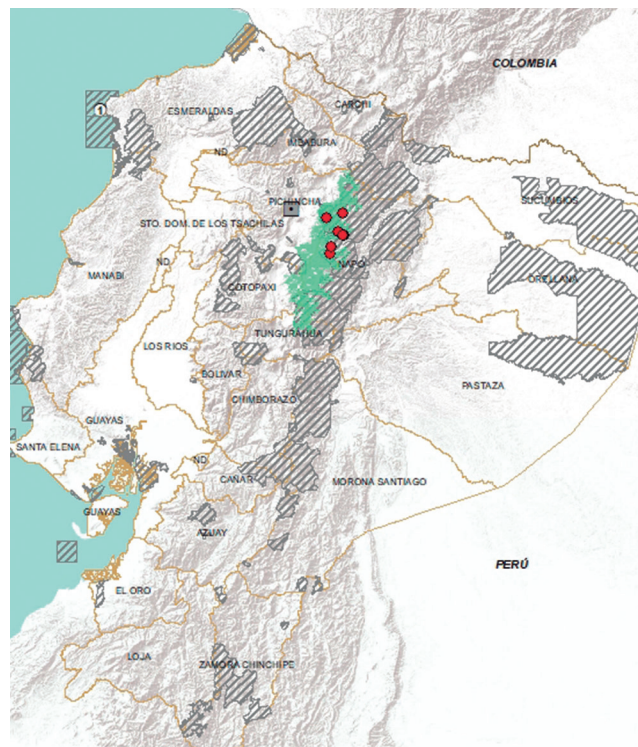 COLOMBIA
1
ESMERALDAS
CARCHI
IMBABURA
ND
PICHINCHA
SUCUMBIOS
STO. DOM. DE LOS TSACHILAS
MANABI
ND
NAPO
ORELLANA
COTOPAXI
TUNGURAHUA
LOS RIOS
BOLIVAR
PASTAZA
CHIMBORAZO
GUAYAS
SANTA ELENA
ND
CAÑAR
MORONA SANTIAGO
GUAYAS
AZUAY
PERÚ
EL ORO
LOJA
ZAMORA CHINCHIPE